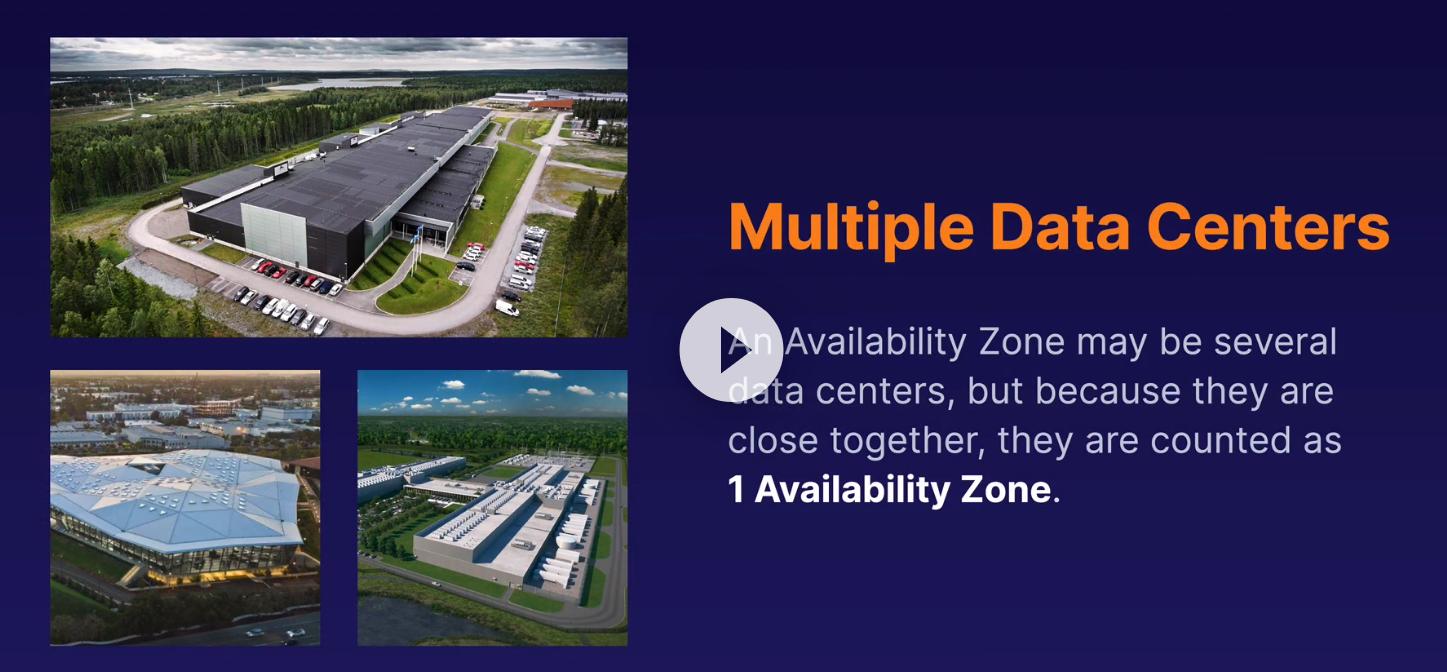 Multiple Data Centers
An Availability Zone may be several
data centers, but because they are
close together, they are counted as
1 Availability Zone.